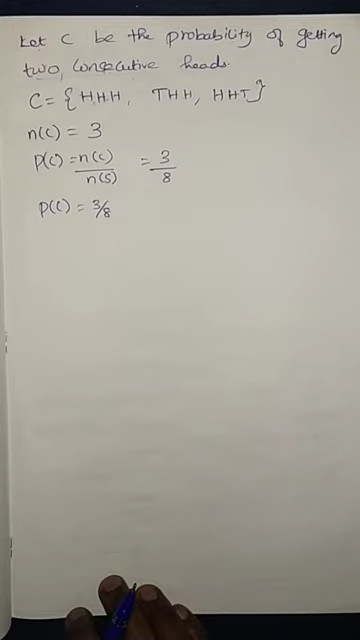 Let C be the probability of getting
two, consecutive heads.
C = { HHH, THH, HHT }
n(C) = 3
P(C) = n(C)/n(S) = 3/8
P(C) = 3/8